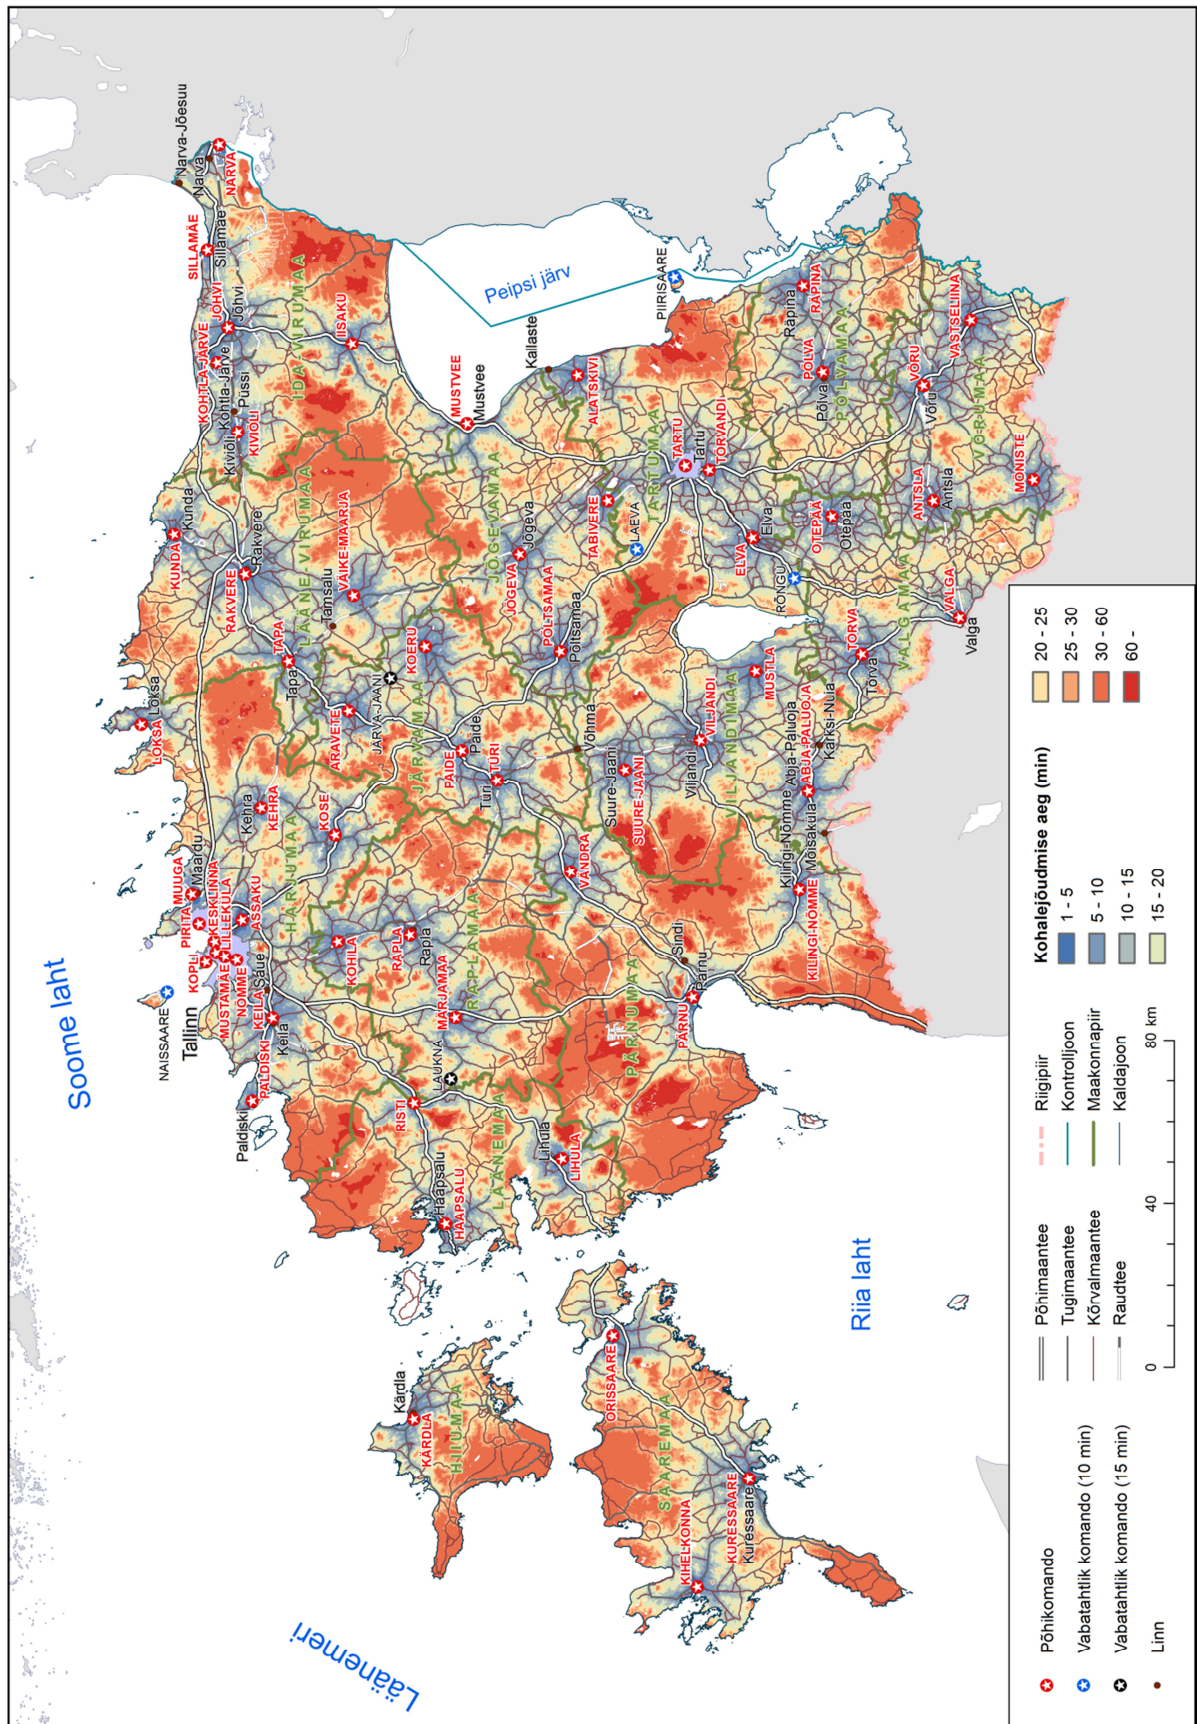 Soome laht
Läänemeri
Riia laht
Peipsi järv
Tallinn
NAISSAARE
KOPLI
PIRITA
MUUGA
Maardu
KESKLINNA
LILLEKÜLA
MUSTAMÄE
NÕMME
ASSAKU
KEILA
Saue
Keila
PALDISKI
Paldiski
HARJUMAA
Kehra
KEHRA
KOSE
LOKSA
Loksa
KUNDA
Kunda
RAKVERE
Rakvere
TAPA
Tapa
LÄÄNE-VIRUMAA
Tamsalu
VÄIKE-MAARJA
KOHTLA-JÄRVE
Kohtla-Järve
JÕHVI
Jõhvi
Püssi
Kiviõli
KIVIÕLI
SILLAMÄE
Sillamäe
Narva-Jõesuu
Narva
NARVA
IDA-VIRUMAA
IISAKU
KOHILA
RAPLA
Rapla
MÄRJAMAA
RAPLAMAA
ARAVETE
JÄRVA-JAANI
KOERU
JÄRVAMAA
PAIDE
Paide
TÜRI
Türi
MUSTVEE
Mustvee
JÕGEVAMAA
JÕGEVA
Jõgeva
PÕLTSAMAA
Põltsamaa
Kallaste
ALATSKIVI
RISTI
LAUKNA
HAAPSALU
Haapsalu
LÄÄNEMAA
Lihula
LIHULA
KÄRDLA
Kärdla
HIIUMAA
ORISSAARE
SAAREMAA
KIHELKONNA
KURESSAARE
Kuressaare
VÄNDRA
PÄRNUMAA
Sindi
Pärnu
PÄRNU
Kilingi-Nõmme
KILINGI-NÕMME
Mõisaküla
Võhma
Suure-Jaani
SUURE-JAANI
Viljandi
VILJANDI
MUSTLA
Abja-Paluoja
ABJA-PALUOJA
Karksi-Nuia
TABIVERE
LAEVA
TARTUMAA
TARTU
Tartu
TÕRVANDI
ELVA
Elva
RÕNGU
PIIRISAARE
TÕRVA
Tõrva
VALGAMAA
VALGA
Valga
OTEPÄÄ
Otepää
Räpina
RÄPINA
PÕLVA
Põlva
PÕLVAMAA
VÕRU
Võru
VÕRUMAA
VASTSELIINA
ANTSLA
Antsla
MÕNISTE
Põhikomando
Vabatahtlik komando (10 min)
Vabatahtlik komando (15 min)
Linn
Põhimaantee
Tugimaantee
Kõrvalmaantee
Raudtee
Riigipiir
Kontrolljoon
Maakonnapiir
Kaldajoon
0 40 80 km
Kohalejõudmise aeg (min)
1 - 5
5 - 10
10 - 15
15 - 20
20 - 25
25 - 30
30 - 60
60 -